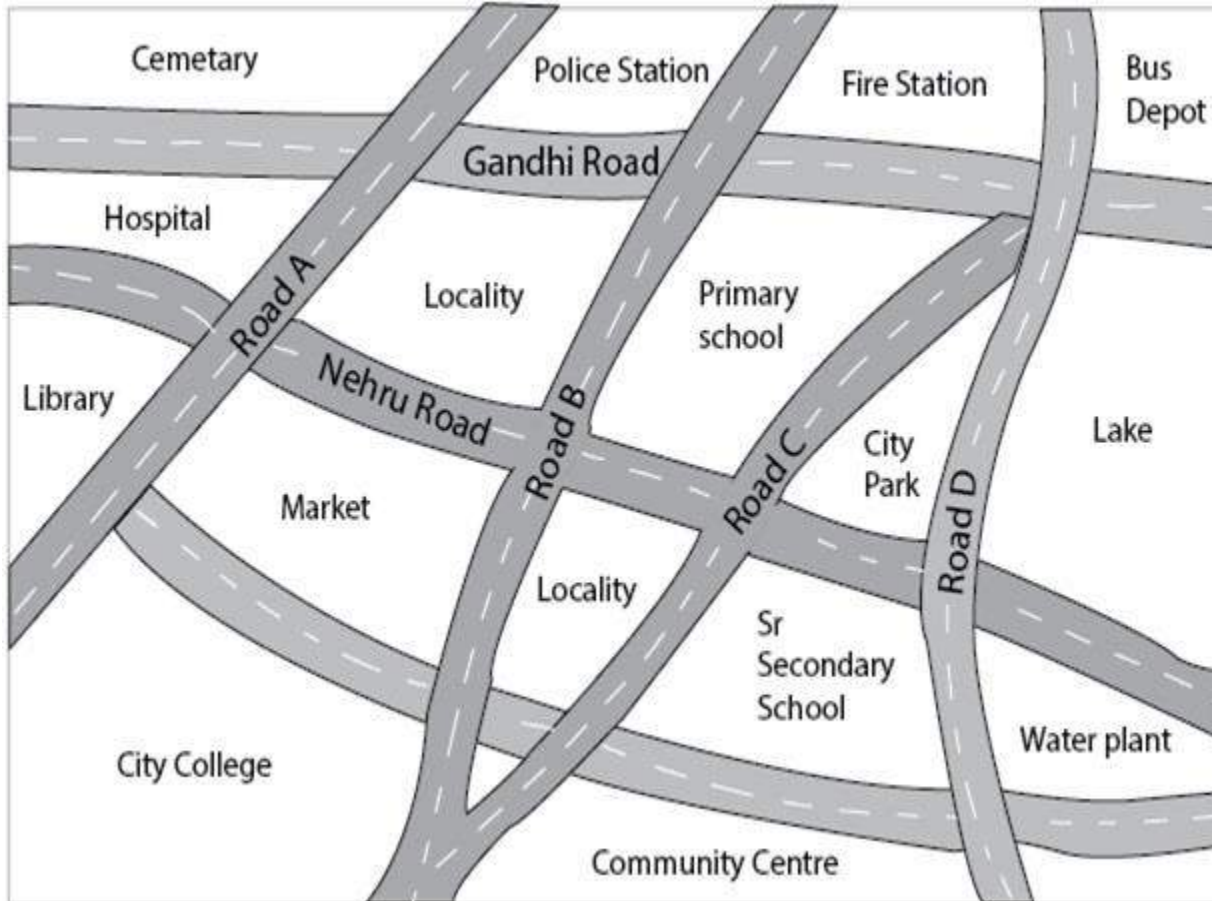 Cemetary
Police Station
Fire Station
Bus
Depot
Gandhi Road
Hospital
Road A
Locality
Primary
school
Library
Nehru Road
Road B
Road C
City
Park
Lake
Market
Road D
Locality
Sr
Secondary
School
City College
Water plant
Community Centre